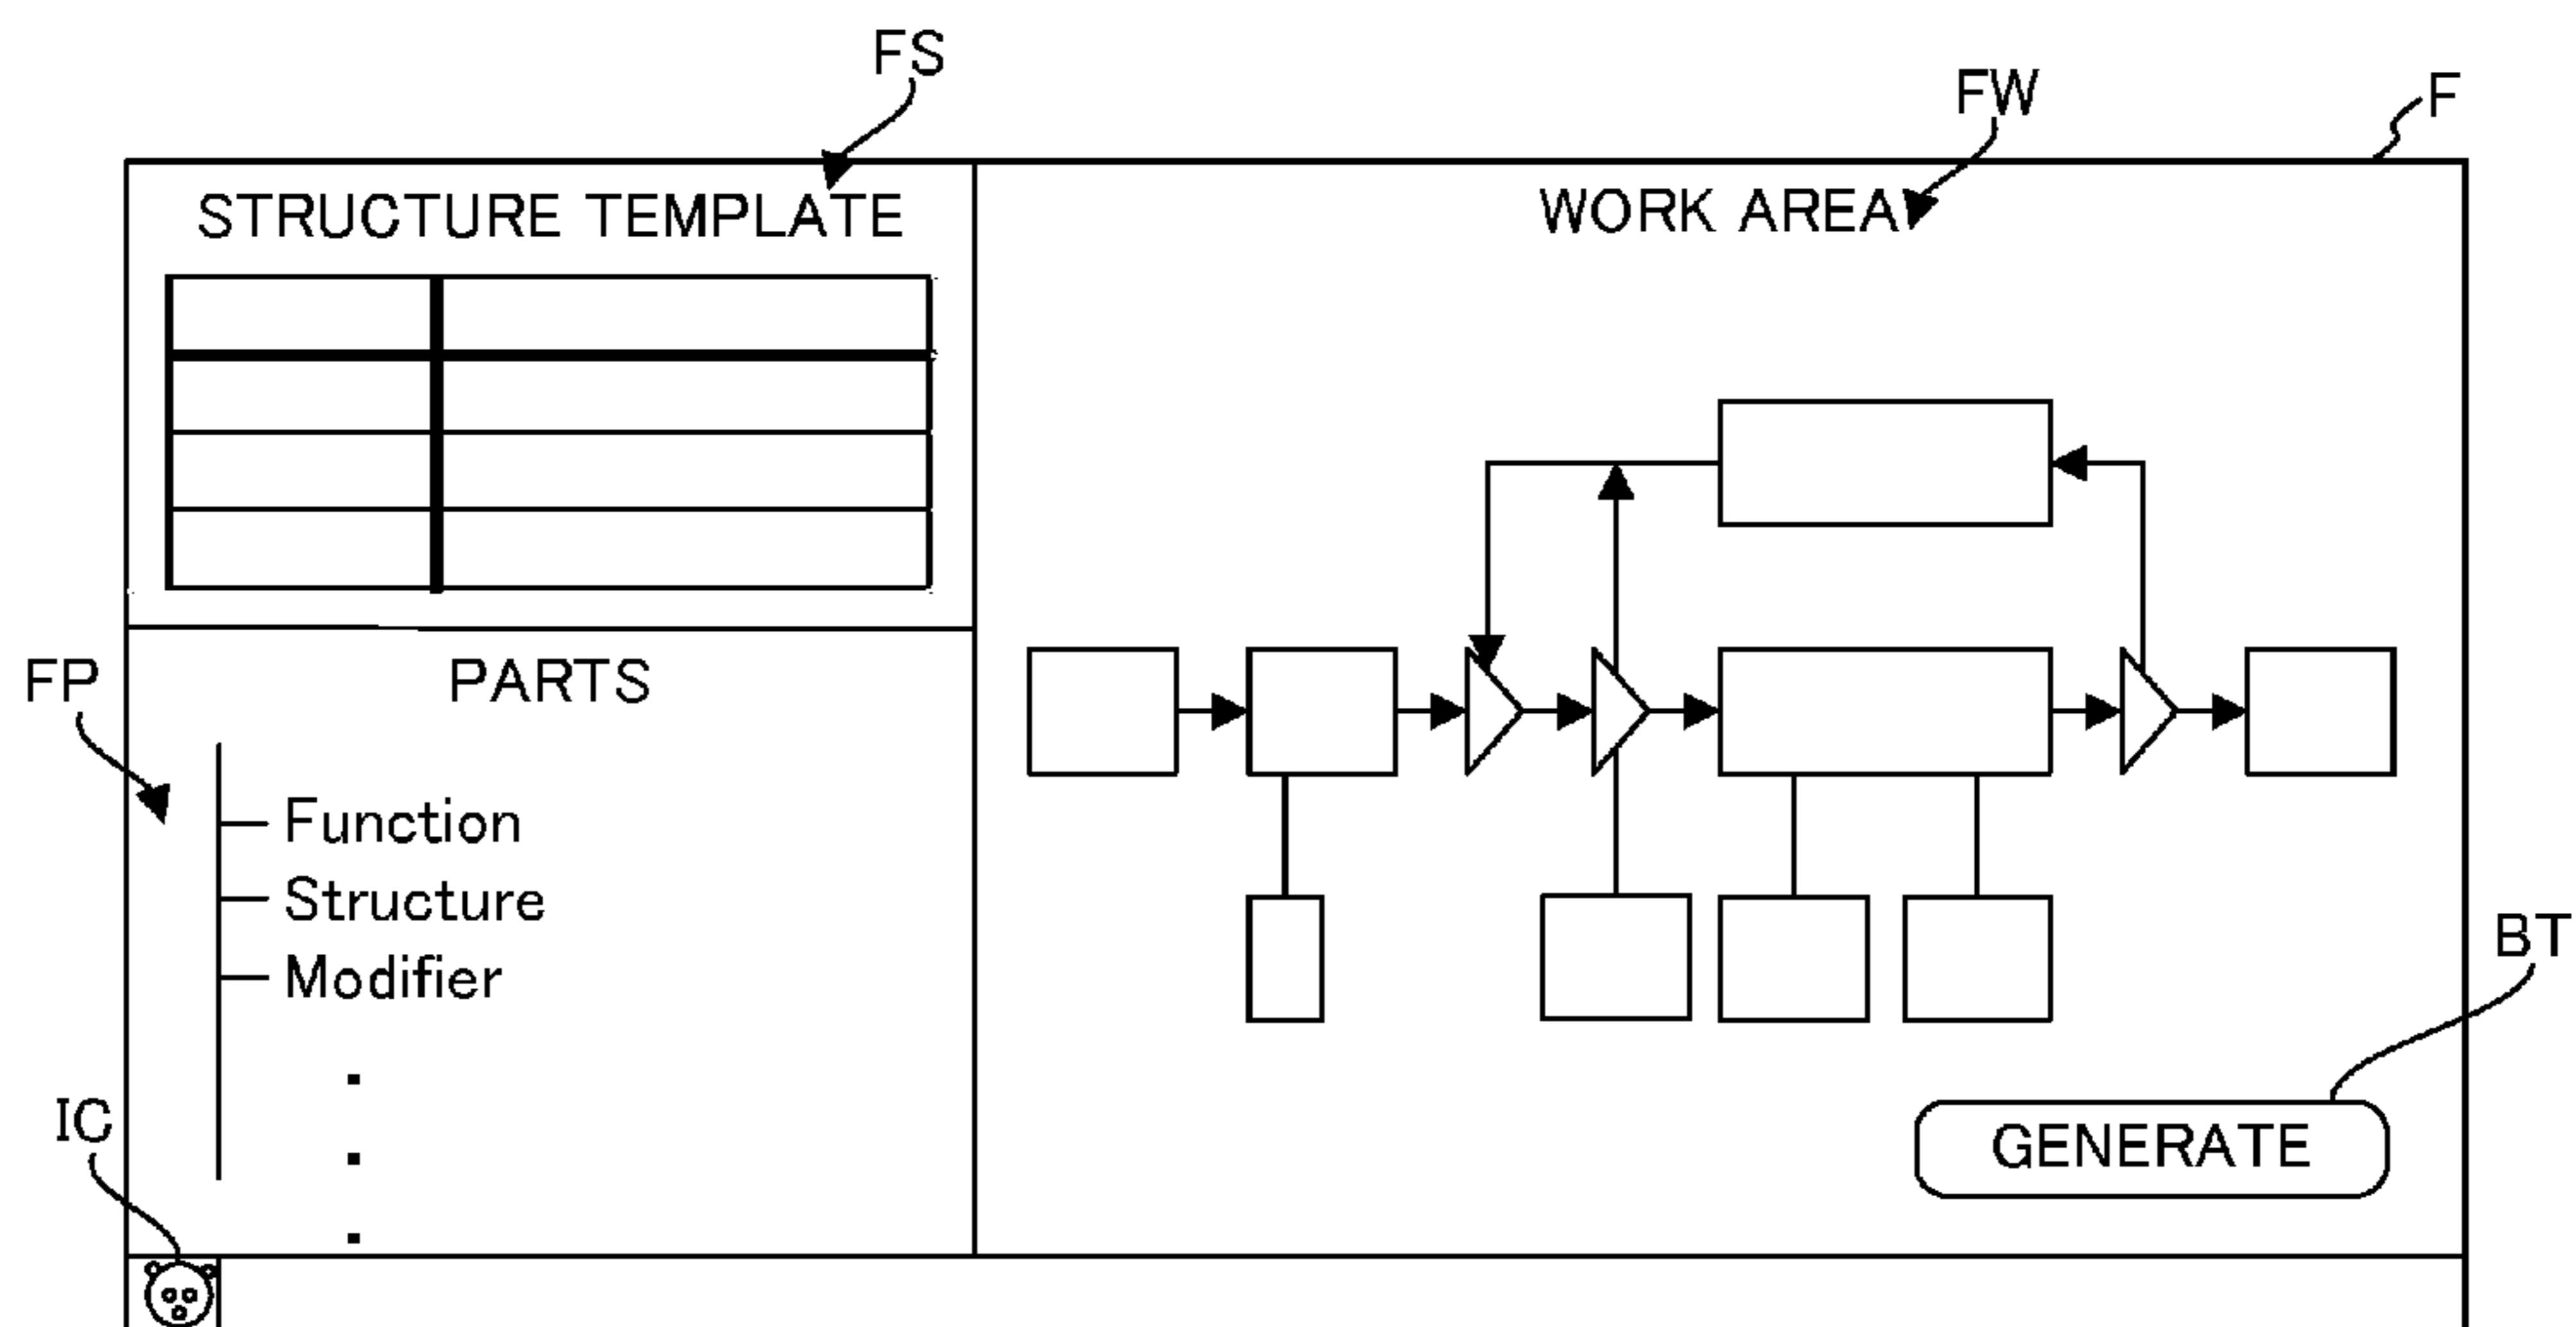 FS
FW
F
STRUCTURE TEMPLATE
WORK AREA
FP
PARTS
Function
Structure
Modifier
BT
IC
GENERATE